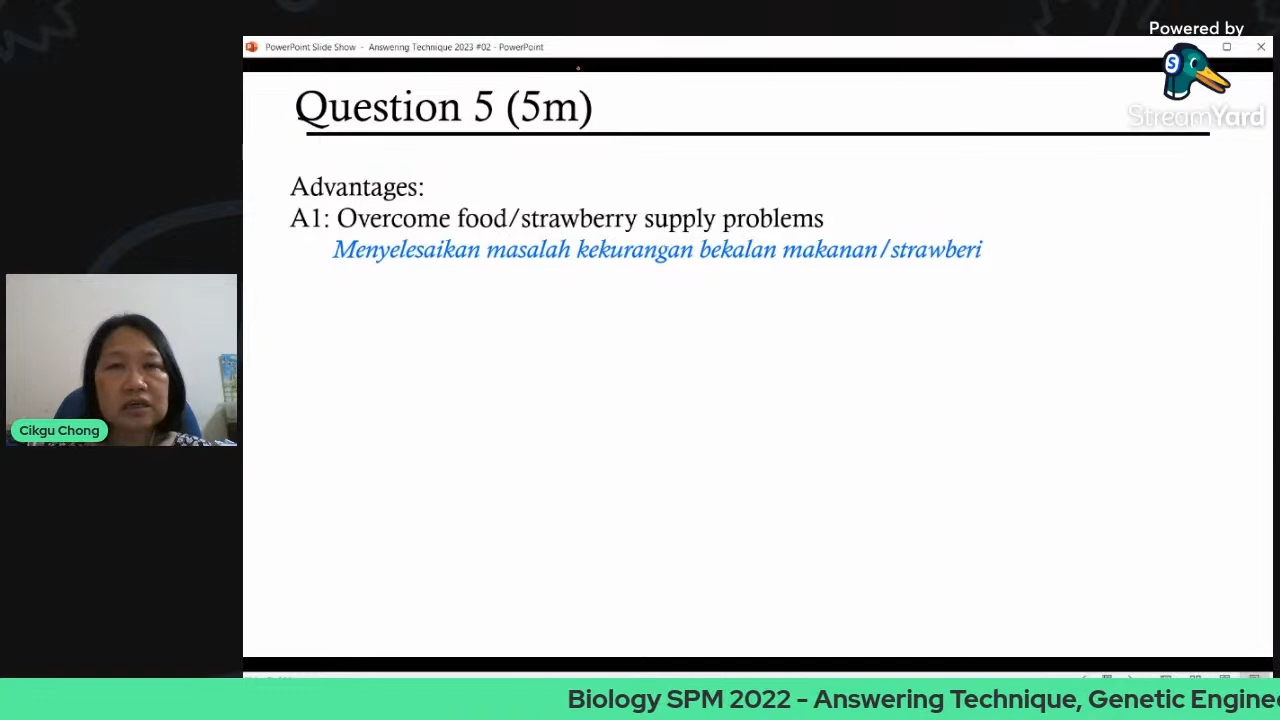 Powered by
PowerPoint Slide Show - Answering Technique 2023 #02 - PowerPoint
StreamYard
Question 5 (5m)
Advantages:
A1: Overcome food/strawberry supply problems
Menyelesaikan masalah kekurangan bekalan makanan/strawberi
Cikgu Chong
Biology SPM 2022 - Answering Technique, Genetic Enginee